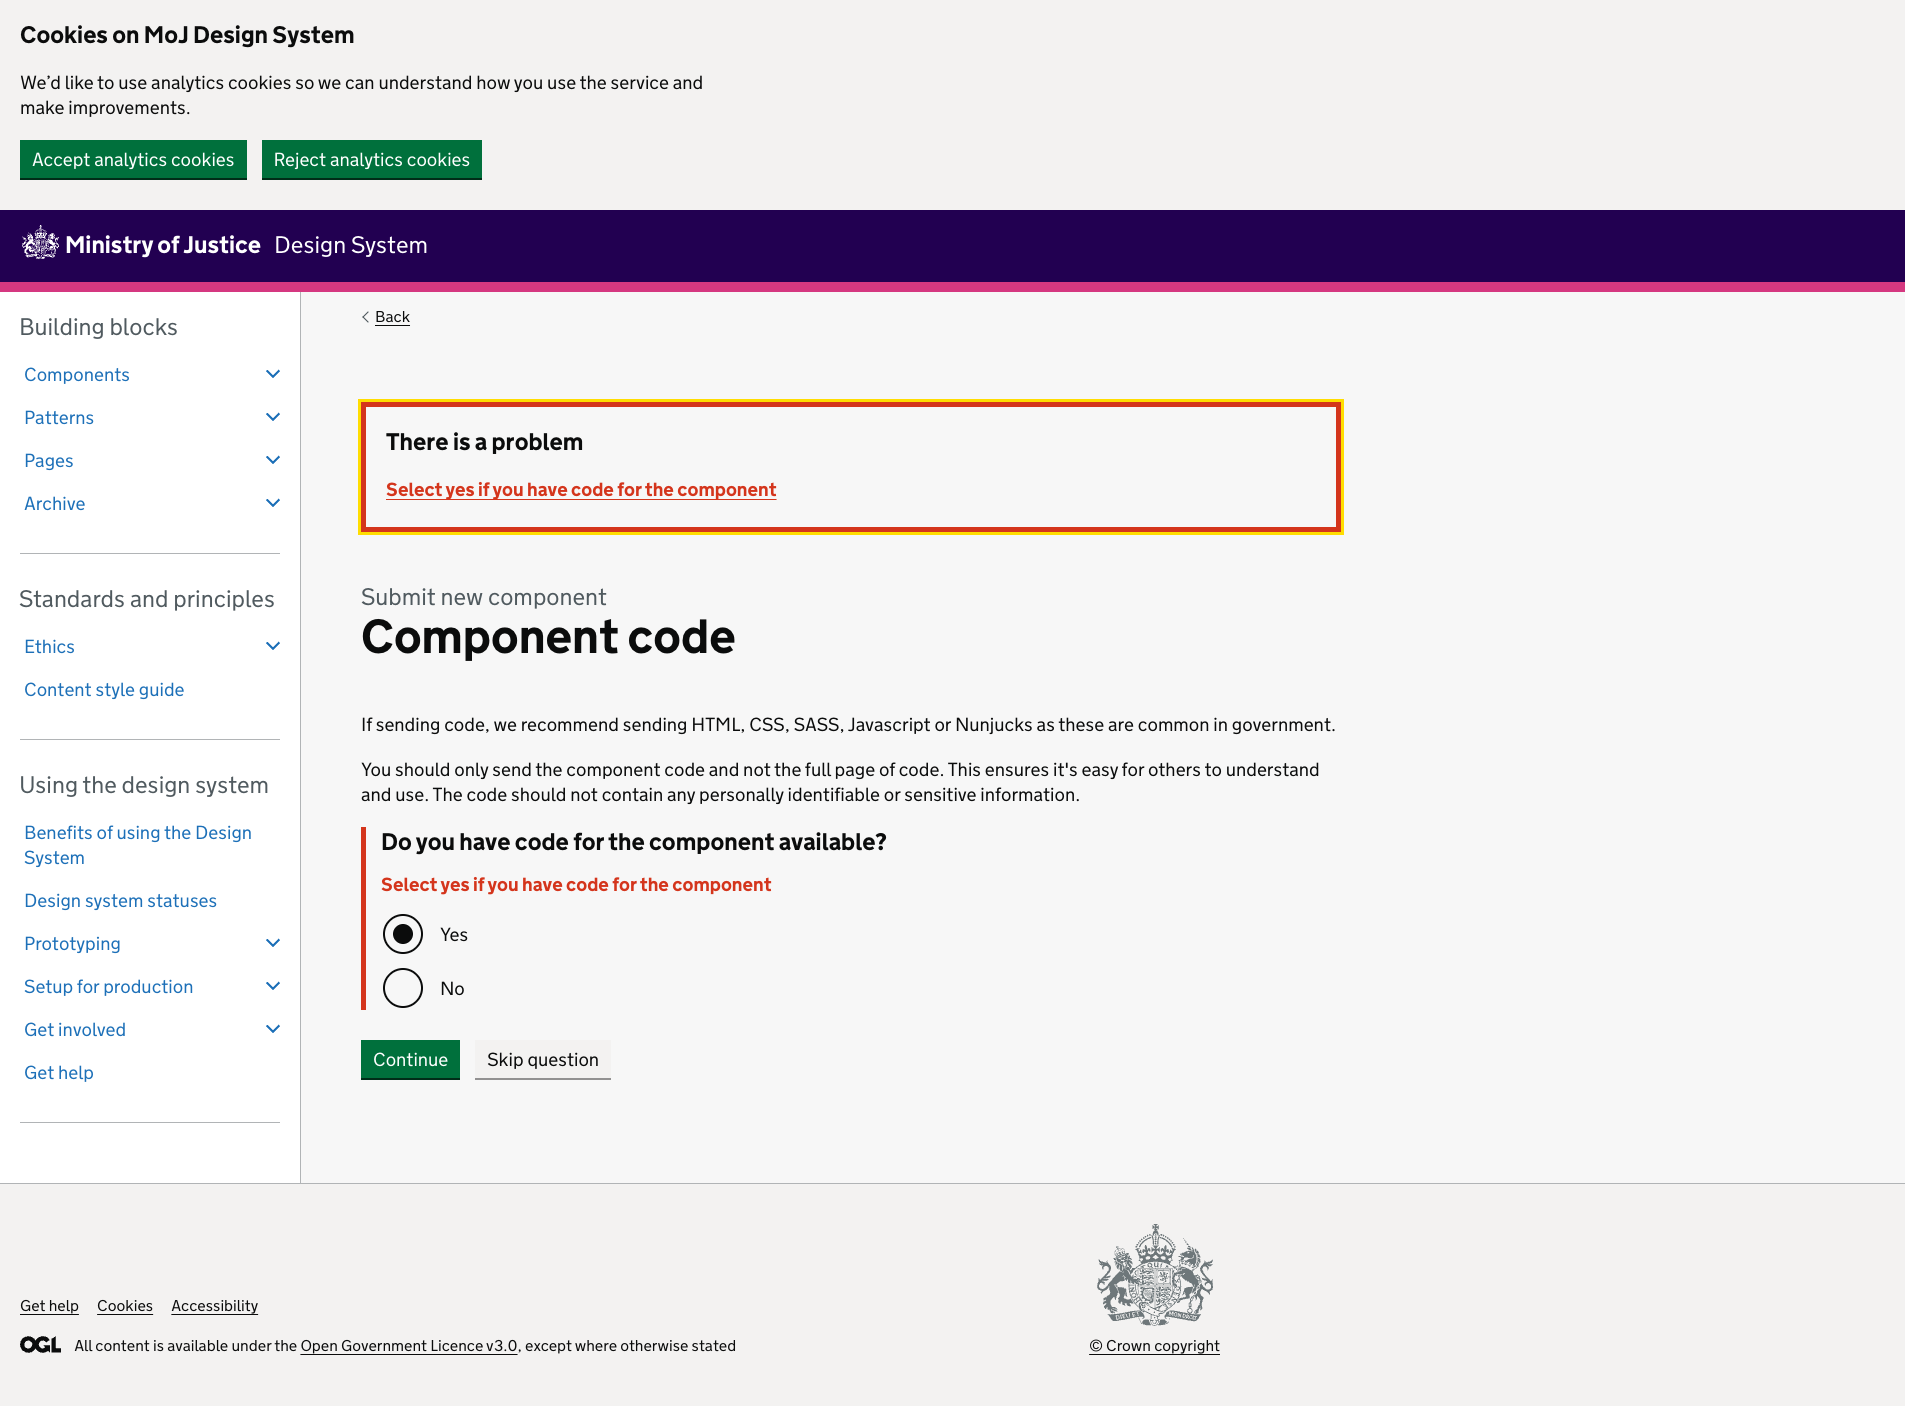 Cookies on MoJ Design System
We’d like to use analytics cookies so we can understand how you use the service and
make improvements.
Accept analytics cookies
Reject analytics cookies
Ministry of Justice Design System
Building blocks
Components
Patterns
Pages
Archive
Standards and principles
Ethics
Content style guide
Using the design system
Benefits of using the Design
System
Design system statuses
Prototyping
Setup for production
Get involved
Get help
Back
There is a problem
Select yes if you have code for the component
Submit new component
Component code
If sending code, we recommend sending HTML, CSS, SASS, Javascript or Nunjucks as these are common in government.
You should only send the component code and not the full page of code. This ensures it's easy for others to understand
and use. The code should not contain any personally identifiable or sensitive information.
Do you have code for the component available?
Select yes if you have code for the component
Yes
No
Continue
Skip question
Get help
Cookies
Accessibility
OGL All content is available under the Open Government Licence v3.0, except where otherwise stated
© Crown copyright